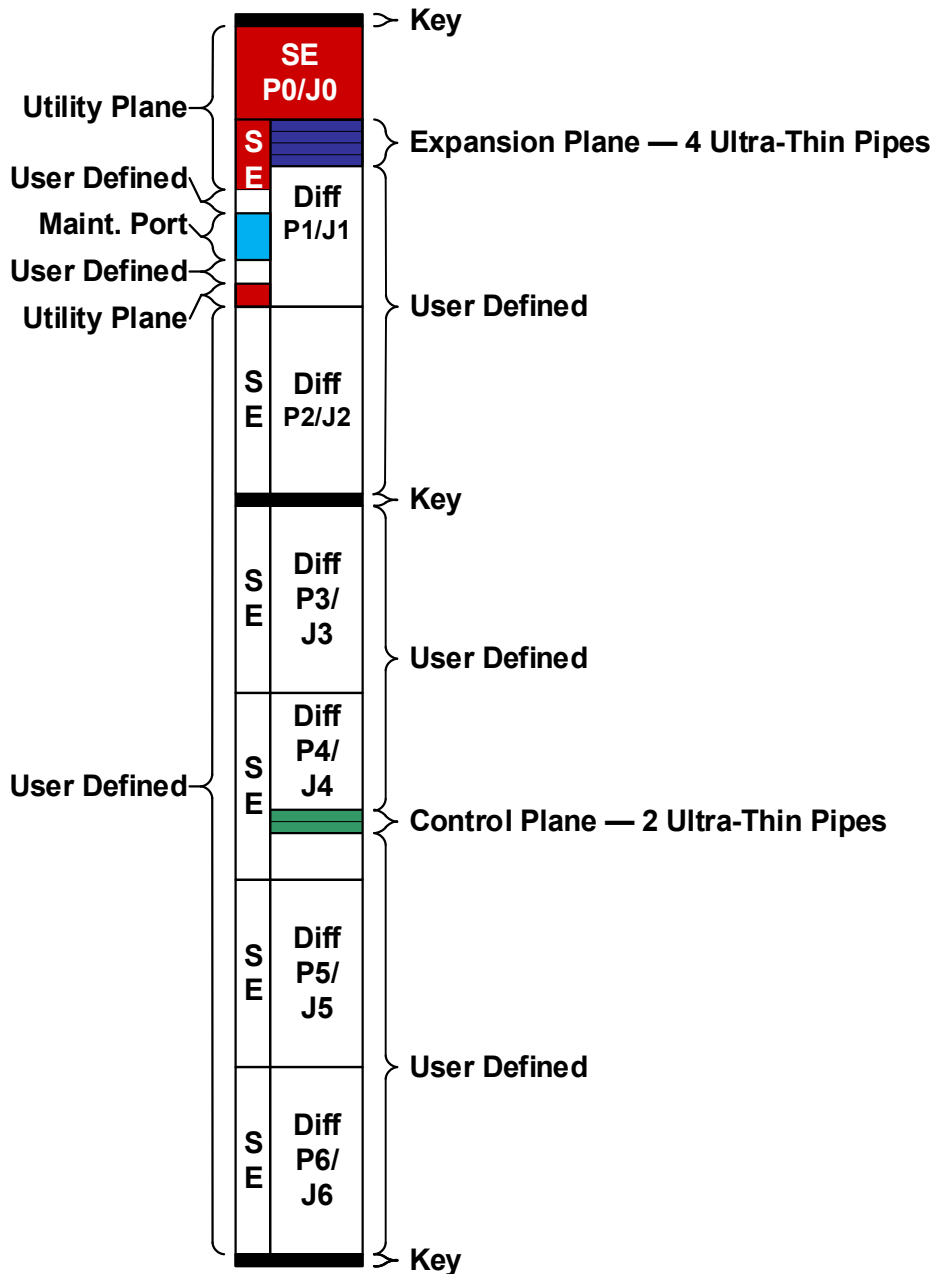 Key
SE
P0/J0
Utility Plane
S
E
Expansion Plane — 4 Ultra-Thin Pipes
User Defined
Diff
P1/J1
Maint. Port
User Defined
User Defined
Utility Plane
S
E
Diff
P2/J2
Key
S
E
Diff
P3/
J3
User Defined
Diff
P4/
J4
S
E
User Defined
Control Plane — 2 Ultra-Thin Pipes
S
E
Diff
P5/
J5
User Defined
S
E
Diff
P6/
J6
Key